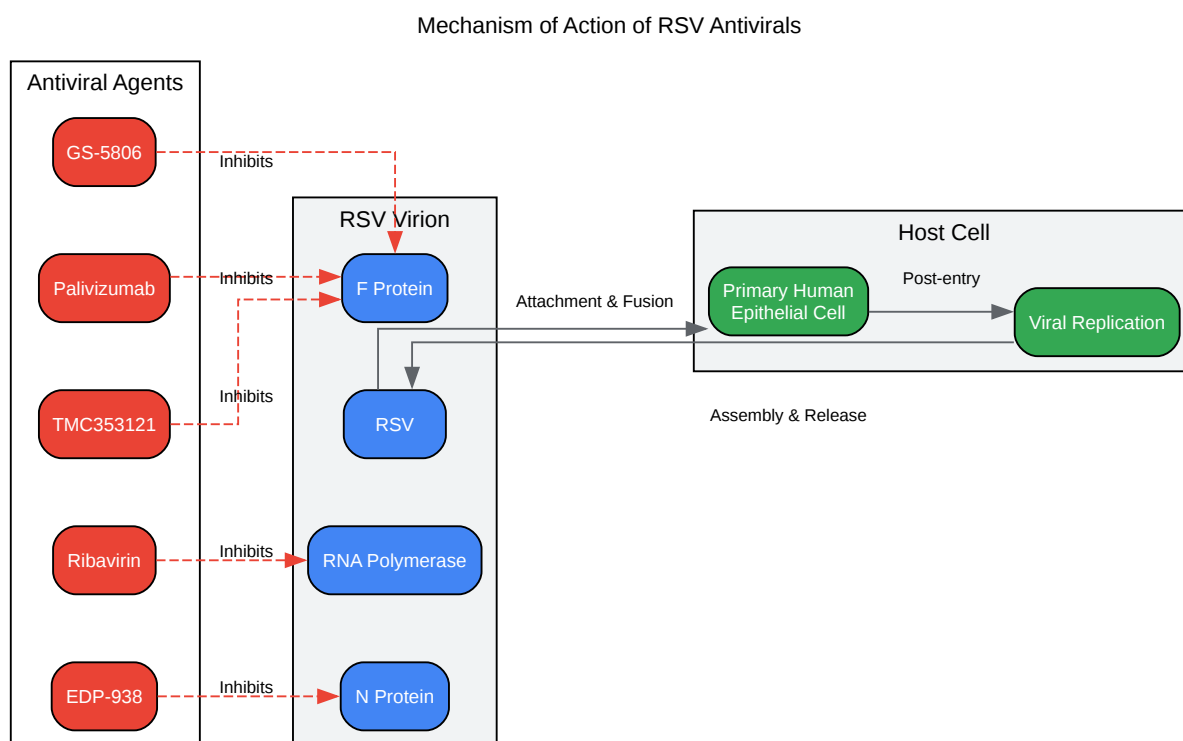 Mechanism of Action of RSV Antivirals
Antiviral Agents
GS-5806
Inhibits
RSV Virion
Host Cell
Palivizumab
Inhibits
F Protein
Attachment & Fusion
Primary Human
Epithelial Cell
Post-entry
Viral Replication
TMC353121
Inhibits
RSV
Assembly & Release
Ribavirin
Inhibits
RNA Polymerase
EDP-938
Inhibits
N Protein